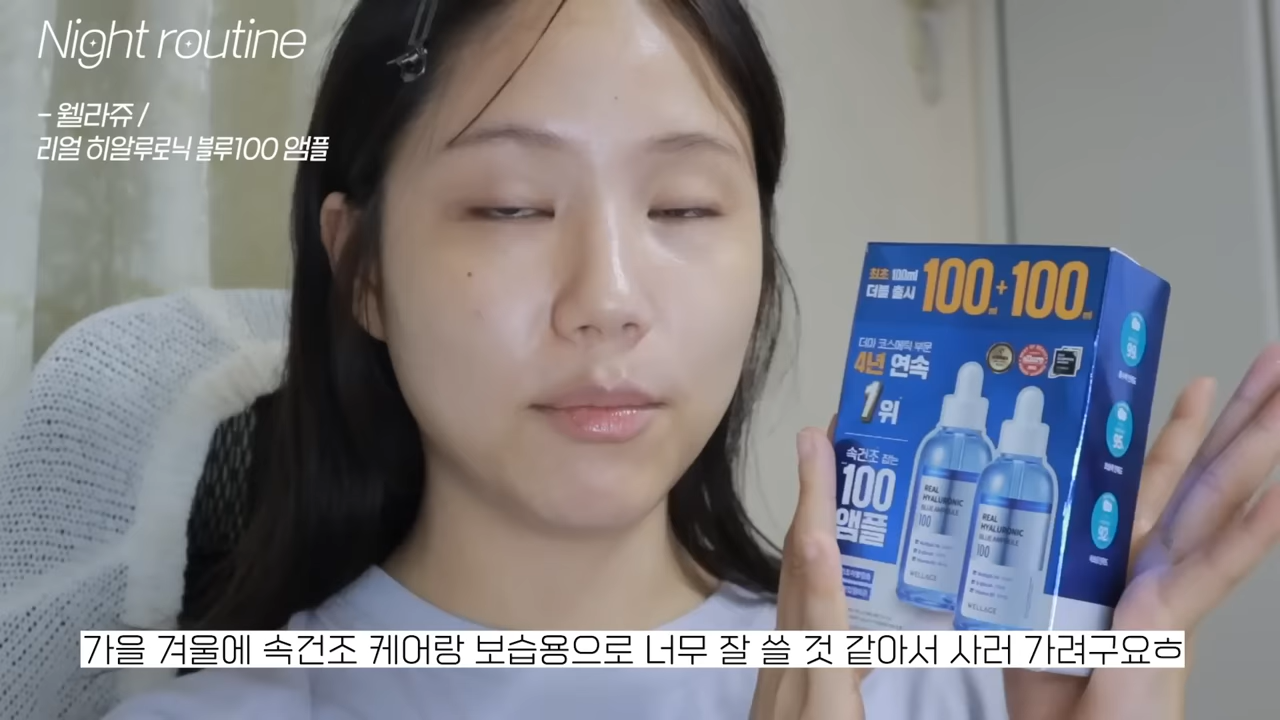 Night routine
- 웰라쥬 /
리얼 히알루로닉 블루100 앰플
최초 100ml
더블 출시
100ml+100ml
더마 코스메틱 부문
4년 연속
1위
속건조 잡는
100
앰플
REAL
HYALURONIC
BLUE AMPOULE
100
WELLAGE
REAL
HYALURONIC
BLUE AMPOULE
100
WELLAGE
99
95
92
가을 겨울에 속건조 케어랑 보습용으로 너무 잘 쓸 것 같아서 사러 가려구요ㅎ